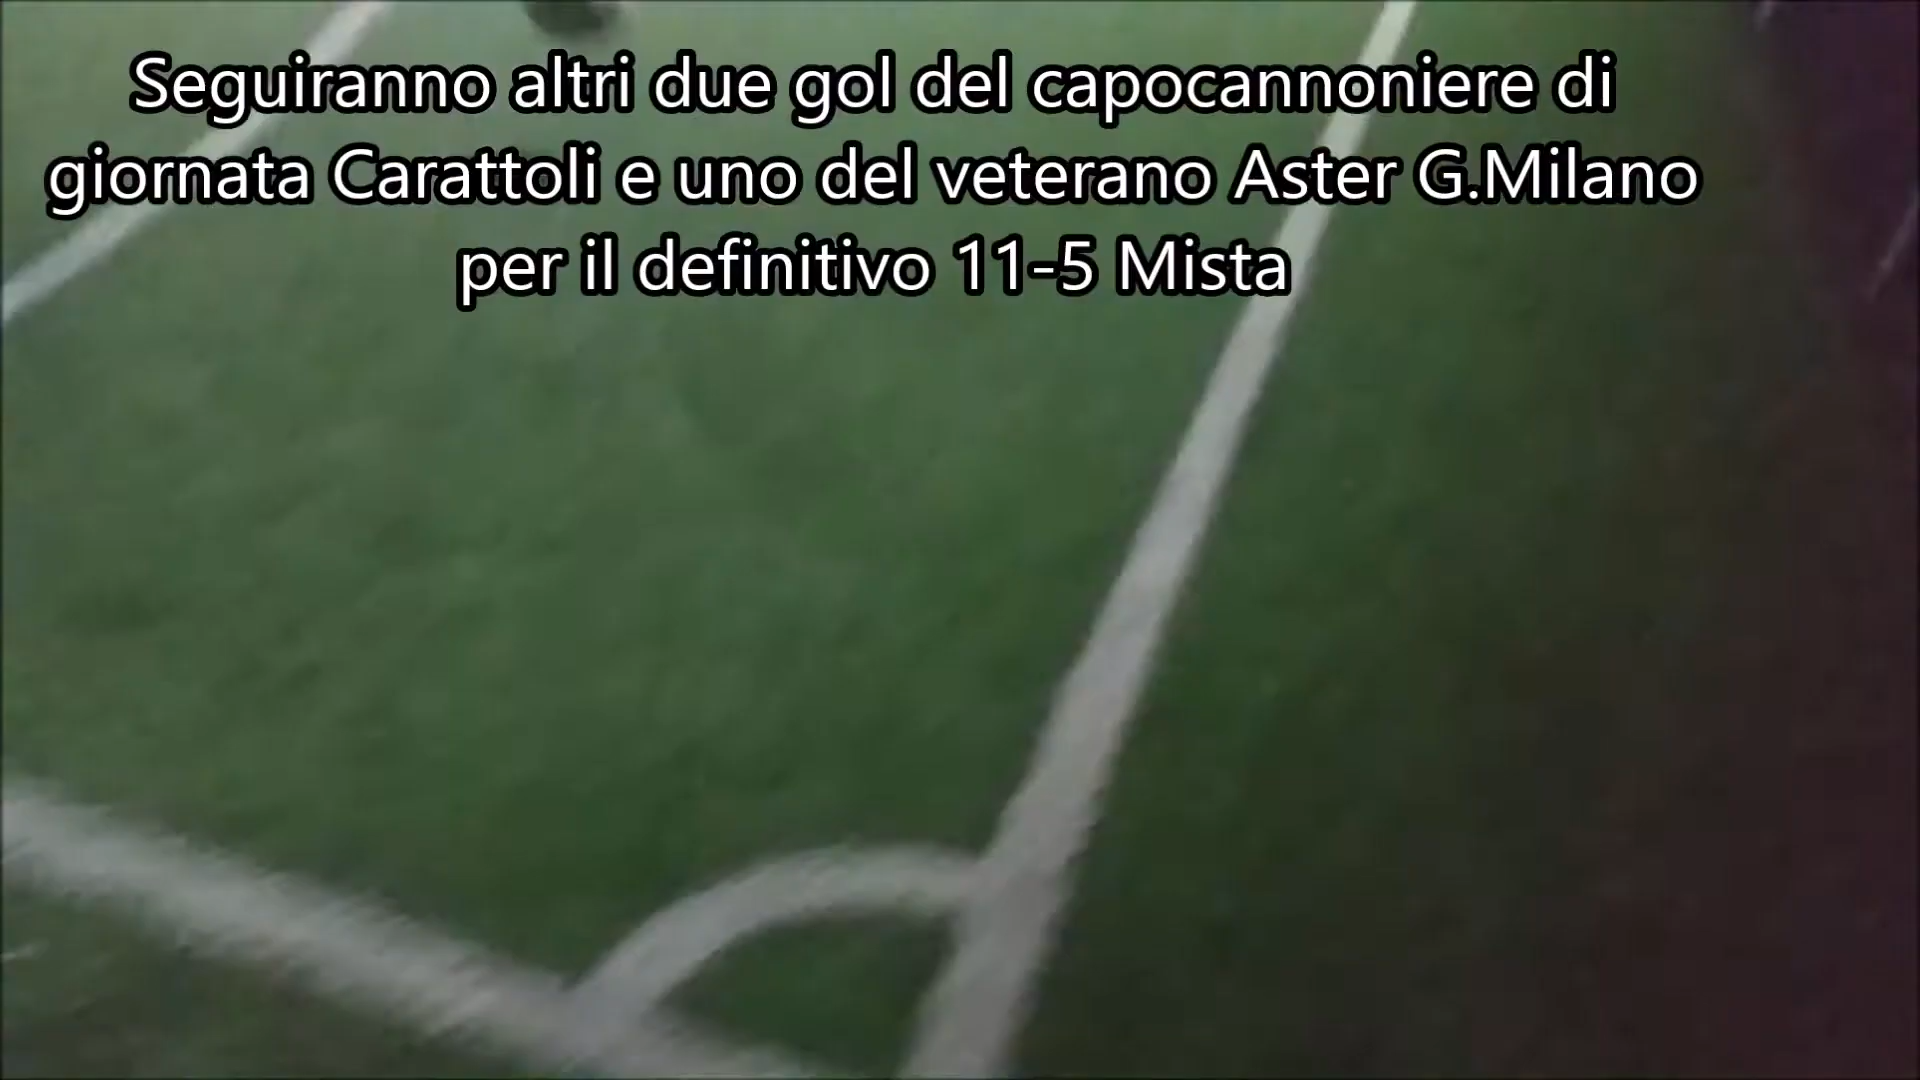 Seguiranno altri due gol del capocannoniere di
giornata Carattoli e uno del veterano Aster G.Milano
per il definitivo 11-5 Mista